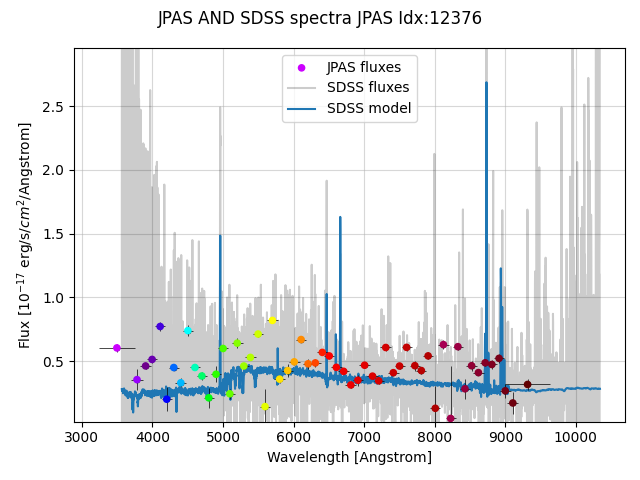 JPAS AND SDSS spectra JPAS Idx:12376
JPAS fluxes
SDSS fluxes
SDSS model
Flux [10⁻¹⁷ erg/s/cm²/Angstrom]
2.5
2.0
1.5
1.0
0.5
3000 4000 5000 6000 7000 8000 9000 10000
Wavelength [Angstrom]